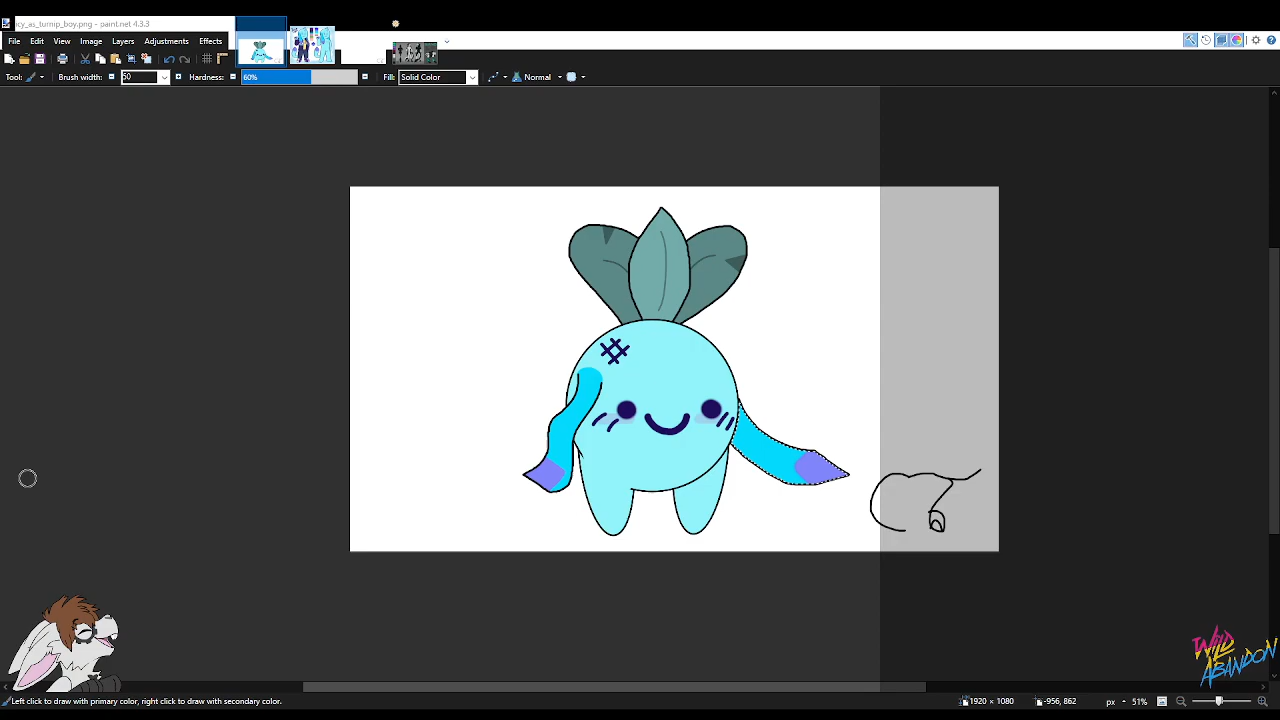 icy_as_turnip_boy.png - paint.net 4.3.3
File Edit View Image Layers Adjustments Effects
Tool: Brush width: 50 Hardness: 60% Fill: Solid Color Normal
WILD
ABANDON
Left click to draw with primary color, right click to draw with secondary color. 1920 × 1080 -956, 862 px 51%